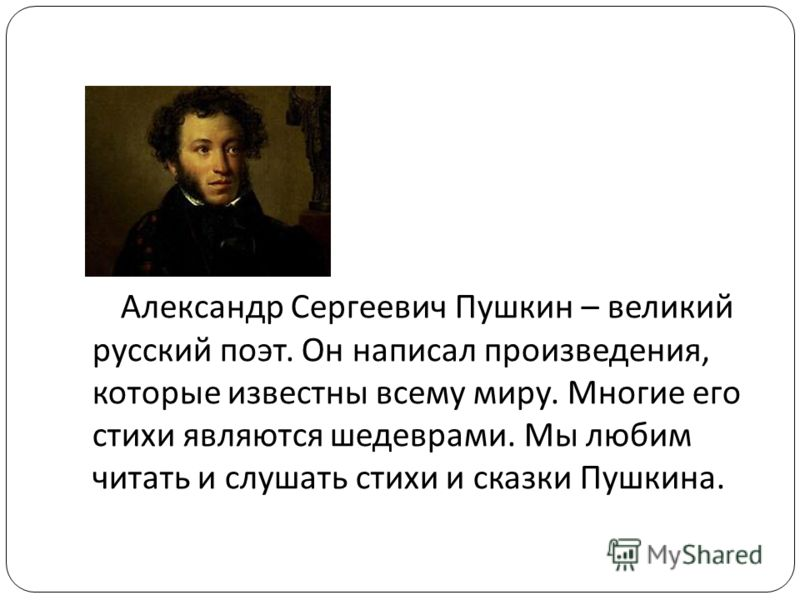 Александр Сергеевич Пушкин – великий
русский поэт. Он написал произведения,
которые известны всему миру. Многие его
стихи являются шедеврами. Мы любим
читать и слушать стихи и сказки Пушкина.
MyShared